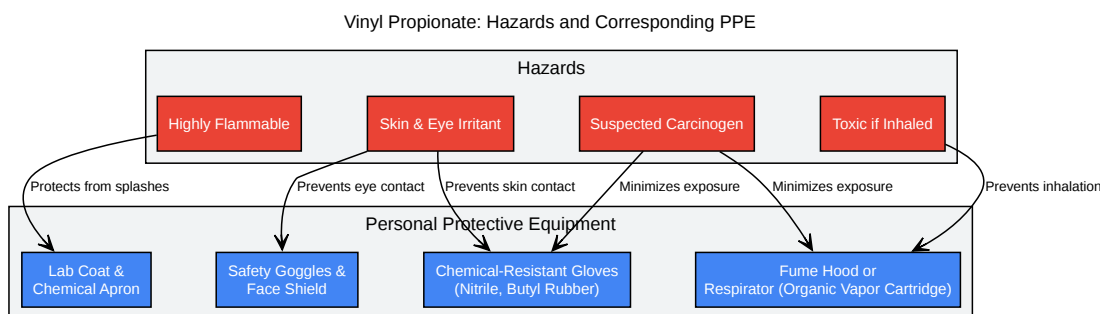 Vinyl Propionate: Hazards and Corresponding PPE
Hazards
Highly Flammable
Skin & Eye Irritant
Suspected Carcinogen
Toxic if Inhaled
Protects from splashes
Prevents eye contact
Prevents skin contact
Minimizes exposure
Minimizes exposure
Prevents inhalation
Personal Protective Equipment
Lab Coat &
Chemical Apron
Safety Goggles &
Face Shield
Chemical-Resistant Gloves
(Nitrile, Butyl Rubber)
Fume Hood or
Respirator (Organic Vapor Cartridge)